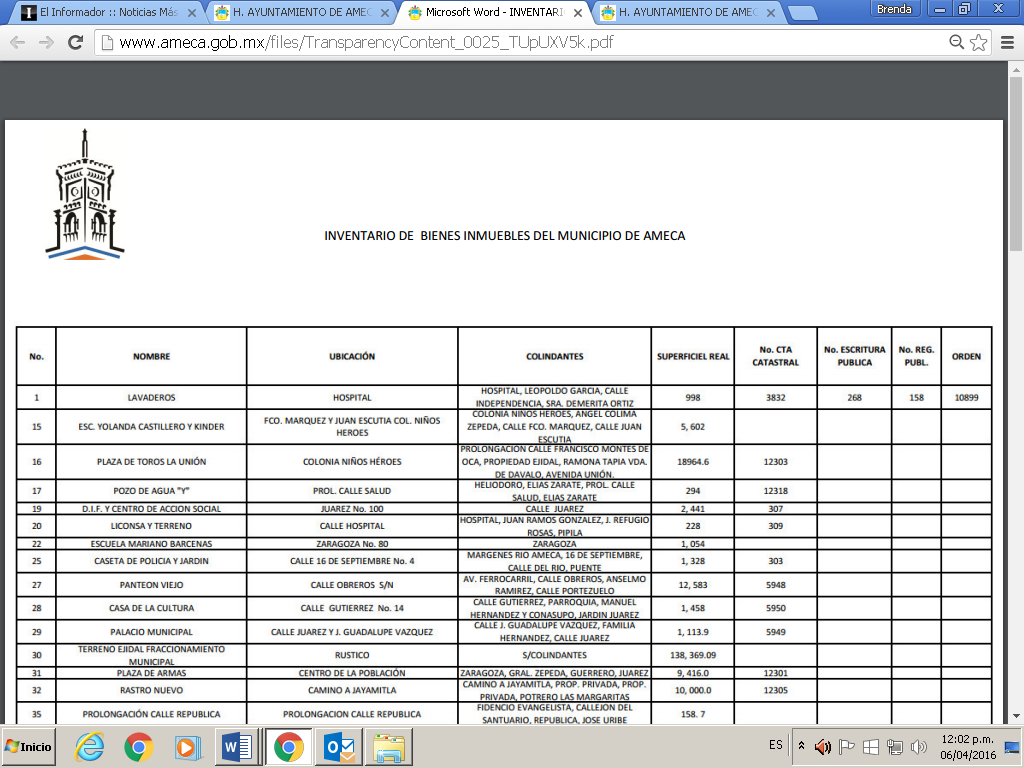 El Informador :: Noticias Más
H. AYUNTAMIENTO DE AMEC
Microsoft Word - INVENTARI
H. AYUNTAMIENTO DE AMEC
Brenda
www.ameca.gob.mx/files/TransparencyContent_0025_TUpUXV5k.pdf
INVENTARIO DE BIENES INMUEBLES DEL MUNICIPIO DE AMECA
No. NOMBRE UBICACIÓN COLINDANTES SUPERFICIEL REAL No. CTA CATASTRAL No. ESCRITURA PUBLICA No. REG. PUBL. ORDEN
1 LAVADEROS HOSPITAL HOSPITAL, LEOPOLDO GARCIA, CALLE INDEPENDENCIA, SRA. DEMERITA ORTIZ 998 3832 268 158 10899
15 ESC. YOLANDA CASTILLERO Y KINDER FCO. MARQUEZ Y JUAN ESCUTIA COL. NIÑOS HEROES COLONIA NIÑOS HEROES, ANGEL COLIMA ZEPEDA, CALLE FCO. MARQUEZ, CALLE JUAN ESCUTIA 5, 602
16 PLAZA DE TOROS LA UNIÓN COLONIA NIÑOS HÉROES PROLONGACION CALLE FRANCISCO MONTES DE OCA, PROPIEDAD EJIDAL, RAMONA TAPIA VDA. DE DAVALO, AVENIDA UNIÓN. 18964.6 12303
17 POZO DE AGUA "Y" PROL. CALLE SALUD HELIODORO, ELIAS ZARATE, PROL. CALLE SALUD, ELIAS ZARATE 294 12318
19 D.I.F. Y CENTRO DE ACCION SOCIAL JUAREZ No. 100 CALLE JUAREZ 2, 441 307
20 LICONSA Y TERRENO CALLE HOSPITAL HOSPITAL, JUAN RAMOS GONZALEZ, J. REFUGIO ROSAS, PIPILA 228 309
22 ESCUELA MARIANO BARCENAS ZARAGOZA No. 80 ZARAGOZA 1, 054
25 CASETA DE POLICIA Y JARDIN CALLE 16 DE SEPTIEMBRE No. 4 MARGENES RIO AMECA, 16 DE SEPTIEMBRE, CALLE DEL RIO, PUENTE 1, 328 303
27 PANTEON VIEJO CALLE OBREROS S/N AV. FERROCARRIL, CALLE OBREROS, ANSELMO RAMIREZ, CALLE PORTEZUELO 12, 583 5948
28 CASA DE LA CULTURA CALLE GUTIERREZ No. 14 CALLE GUTIERREZ, PARROQUIA, MANUEL HERNANDEZ Y CONASUPO, JARDIN JUAREZ 1, 458 5950
29 PALACIO MUNICIPAL CALLE JUAREZ Y J. GUADALUPE VAZQUEZ CALLE J. GUADALUPE VAZQUEZ, FAMILIA HERNANDEZ, CALLE JUAREZ 1, 113.9 5949
30 TERRENO EJIDAL FRACCIONAMIENTO MUNICIPAL RUSTICO S/COLINDANTES 138, 369.09
31 PLAZA DE ARMAS CENTRO DE LA POBLACIÓN ZARAGOZA, GRAL. ZEPEDA, GUERRERO, JUAREZ 9, 416.0 12301
32 RASTRO NUEVO CAMINO A JAYAMITLA CAMINO A JAYAMITLA, PROP. PRIVADA, PROP. PRIVADA, POTRERO LAS MARGARITAS 10, 000.0 12305
35 PROLONGACIÓN CALLE REPUBLICA PROLONGACION CALLE REPUBLICA FIDENCIO EVANGELISTA, CALLEJON DEL SANTUARIO, REPUBLICA, JOSE URIBE 158. 7
Inicio
ES
12:02 p.m.
06/04/2016